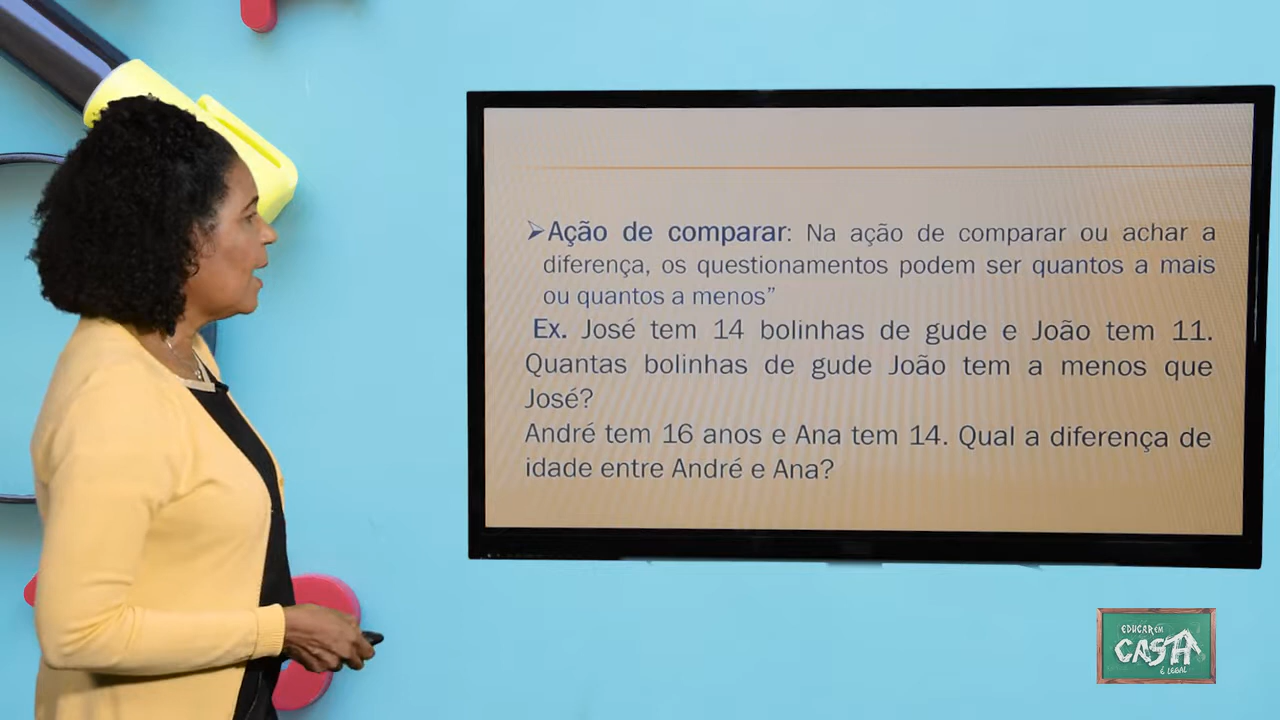 ➢Ação de comparar: Na ação de comparar ou achar a
diferença, os questionamentos podem ser quantos a mais
ou quantos a menos”
Ex. José tem 14 bolinhas de gude e João tem 11.
Quantas bolinhas de gude João tem a menos que
José?
André tem 16 anos e Ana tem 14. Qual a diferença de
idade entre André e Ana?
EDUCAR EM
CASA
É LEGAL